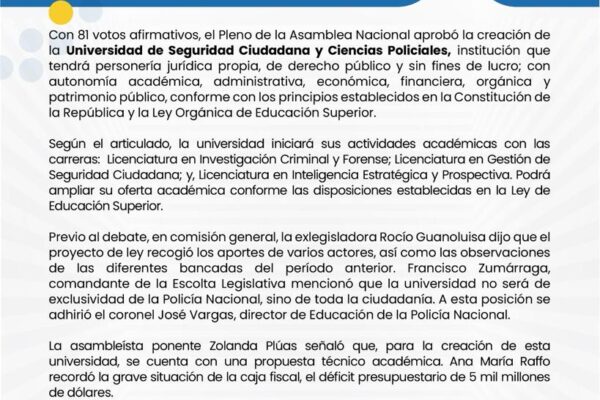 Con 81 votos afirmativos, el Pleno de la Asamblea Nacional aprobó la creación de
la Universidad de Seguridad Ciudadana y Ciencias Policiales, institución que
tendrá personería jurídica propia, de derecho público y sin fines de lucro; con
autonomía académica, administrativa, económica, financiera, orgánica y
patrimonio público, conforme con los principios establecidos en la Constitución de
la República y la Ley Orgánica de Educación Superior.
Según el articulado, la universidad iniciará sus actividades académicas con las
carreras: Licenciatura en Investigación Criminal y Forense; Licenciatura en Gestión de
Seguridad Ciudadana; y, Licenciatura en Inteligencia Estratégica y Prospectiva. Podrá
ampliar su oferta académica conforme las disposiciones establecidas en la Ley de
Educación Superior.
Previo al debate, en comisión general, la exlegisladora Rocío Guanoluisa dijo que el
proyecto de ley recogió los aportes de varios actores, así como las observaciones
de las diferentes bancadas del período anterior. Francisco Zumárraga,
comandante de la Escolta Legislativa mencionó que la universidad no será de
exclusividad de la Policía Nacional, sino de toda la ciudadanía. A esta posición se
adhirió el coronel José Vargas, director de Educación de la Policía Nacional.
La asambleísta ponente Zolanda Plúas señaló que, para la creación de esta
universidad, se cuenta con una propuesta técnico académica. Ana María Raffo
recordó la grave situación de la caja fiscal, el déficit presupuestario de 5 mil millones
de dólares.